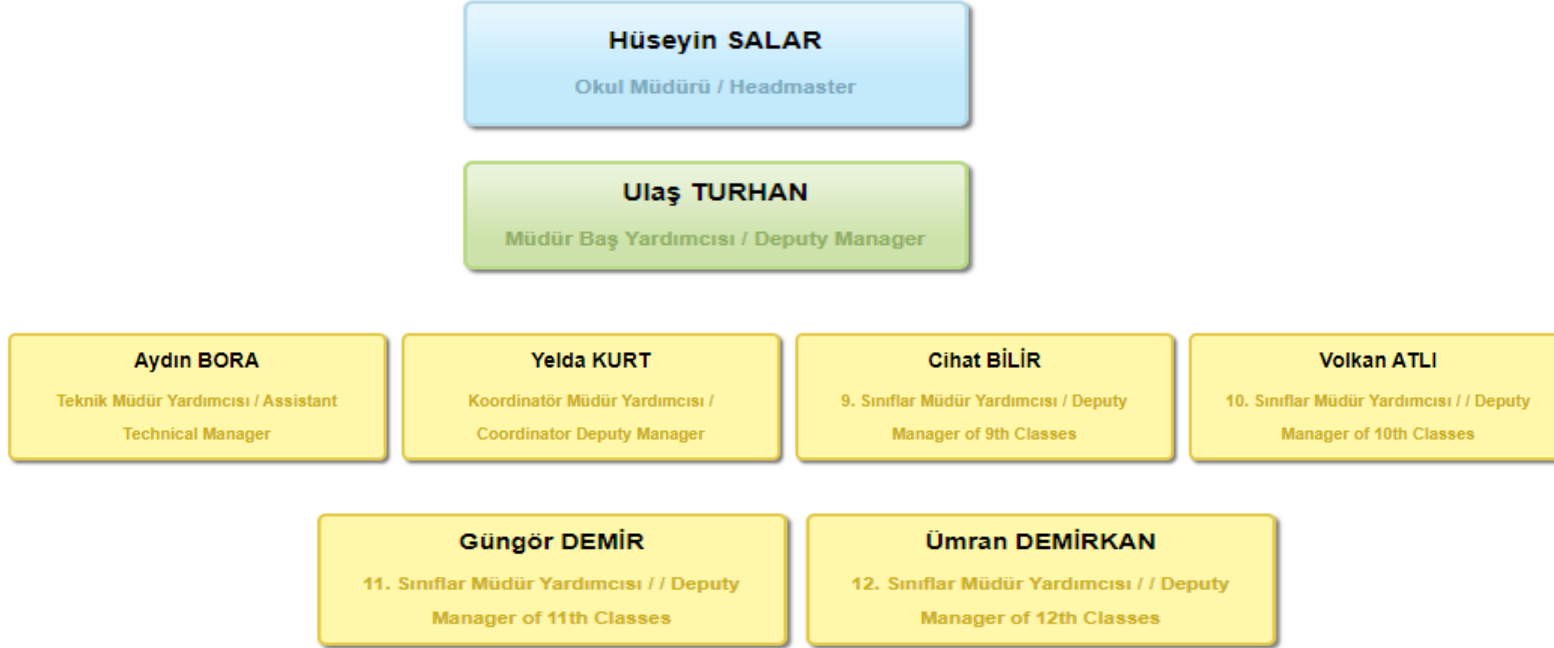 Hüseyin SALAR
Okul Müdürü / Headmaster
Ulaş TURHAN
Müdür Baş Yardımcısı / Deputy Manager
Aydın BORA
Teknik Müdür Yardımcısı / Assistant
Technical Manager
Yelda KURT
Koordinatör Müdür Yardımcısı /
Coordinator Deputy Manager
Cihat BİLİR
9. Sınıflar Müdür Yardımcısı / Deputy
Manager of 9th Classes
Volkan ATLI
10. Sınıflar Müdür Yardımcısı / / Deputy
Manager of 10th Classes
Güngör DEMİR
11. Sınıflar Müdür Yardımcısı / / Deputy
Manager of 11th Classes
Ümran DEMİRKAN
12. Sınıflar Müdür Yardımcısı / / Deputy
Manager of 12th Classes